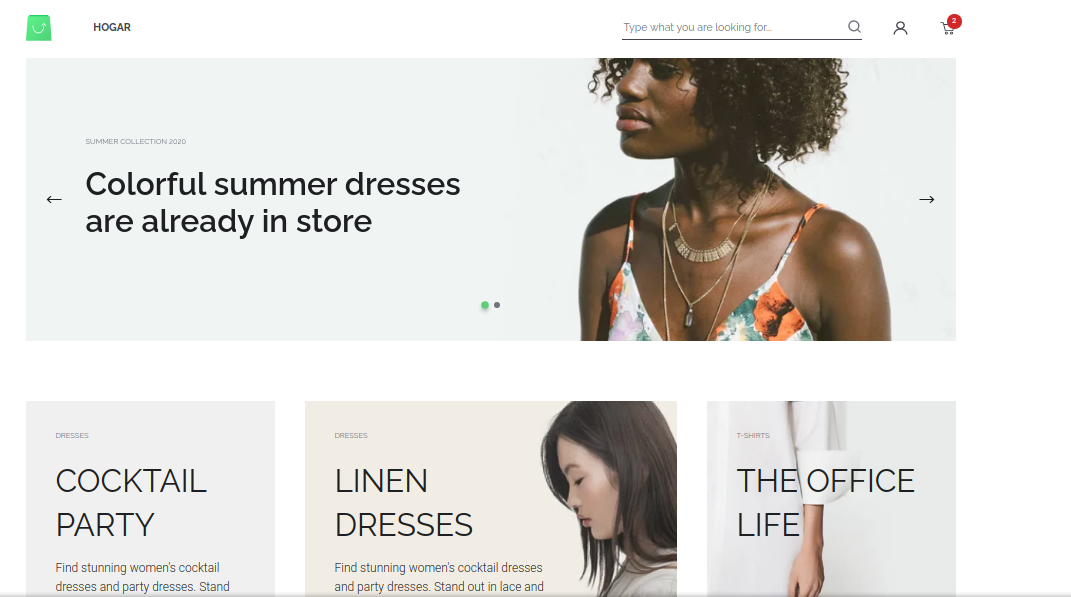 HOGAR
Type what you are looking for...
2
SUMMER COLLECTION 2020
Colorful summer dresses
are already in store
DRESSES
COCKTAIL
PARTY
Find stunning women's cocktail
dresses and party dresses. Stand
DRESSES
LINEN
DRESSES
Find stunning women's cocktail dresses
and party dresses. Stand out in lace and
T-SHIRTS
THE OFFICE
LIFE